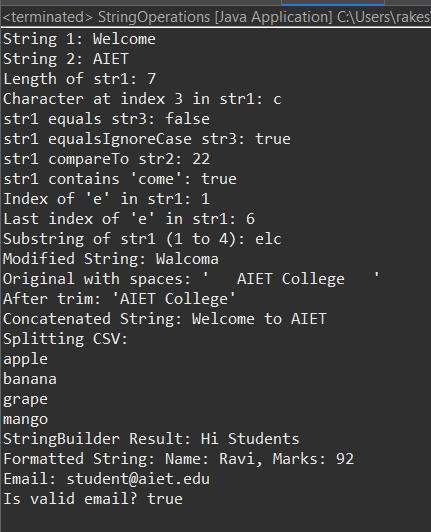 <terminated> StringOperations [Java Application] C:\Users\rakes
String 1: Welcome
String 2: AIET
Length of str1: 7
Character at index 3 in str1: c
str1 equals str3: false
str1 equalsIgnoreCase str3: true
str1 compareTo str2: 22
str1 contains 'come': true
Index of 'e' in str1: 1
Last index of 'e' in str1: 6
Substring of str1 (1 to 4): elc
Modified String: Walcoma
Original with spaces: '   AIET College   '
After trim: 'AIET College'
Concatenated String: Welcome to AIET
Splitting CSV:
apple
banana
grape
mango
StringBuilder Result: Hi Students
Formatted String: Name: Ravi, Marks: 92
Email: student@aiet.edu
Is valid email? true